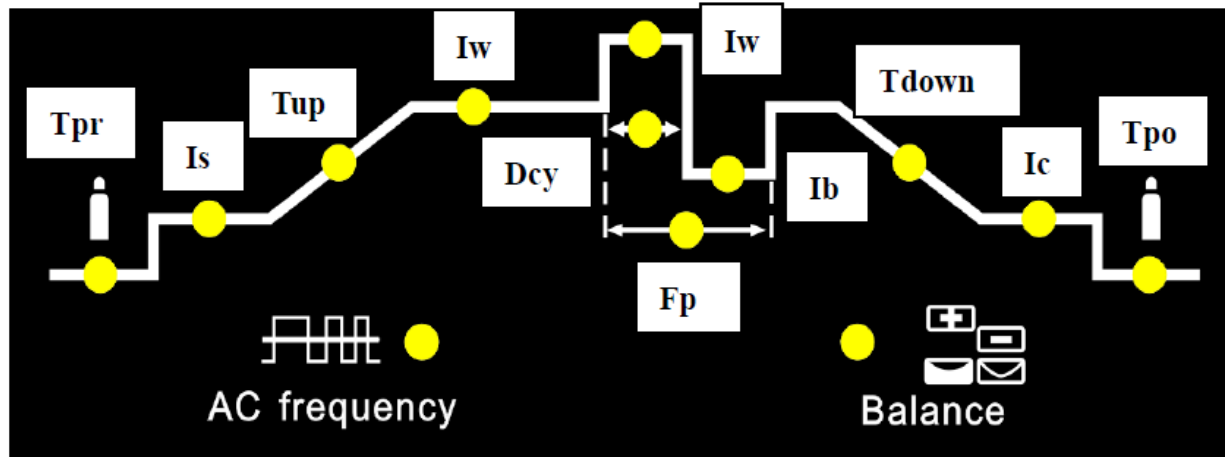 Iw
Iw
Tdown
Tup
Tpr
Tpo
Is
Ic
Dcy
Ib
Fp
AC frequency
Balance